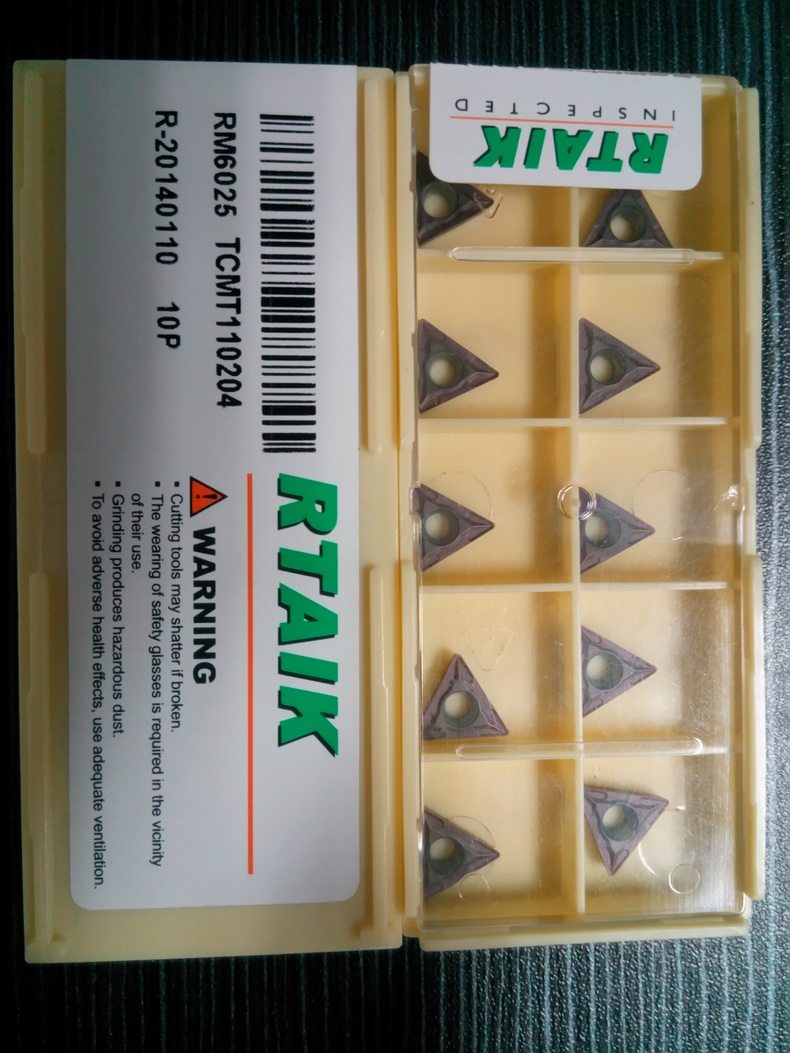 RM6025 TCMT110204
R-20140110 10P
RTAIK
WARNING
▪ Cutting tools may shatter if broken.
▪ The wearing of safety glasses is required in the vicinity
of their use.
▪ Grinding produces hazardous dust.
▪ To avoid adverse health effects, use adequate ventilation.
RTAIK
INSPECTED